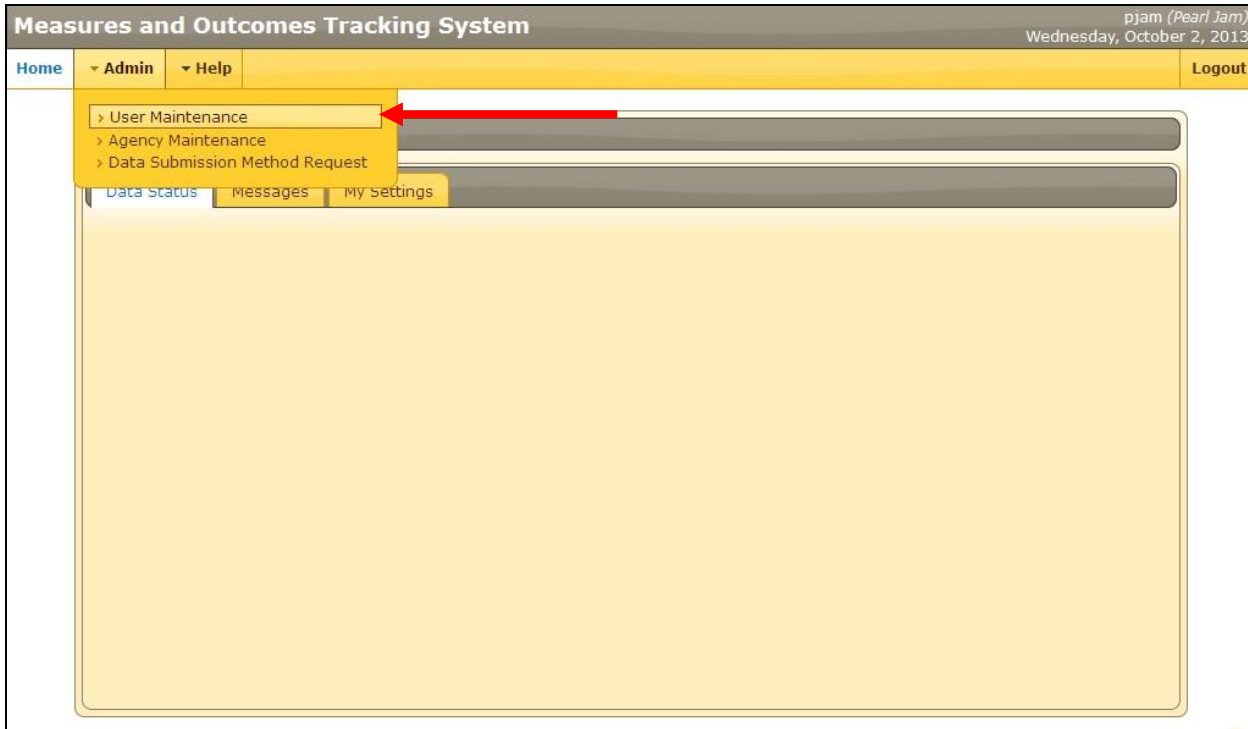 Measures and Outcomes Tracking System
pjam (Pearl Jam)
Wednesday, October 2, 2013
Home Admin Help Logout
User Maintenance
Agency Maintenance
Data Submission Method Request
Data Status Messages My Settings